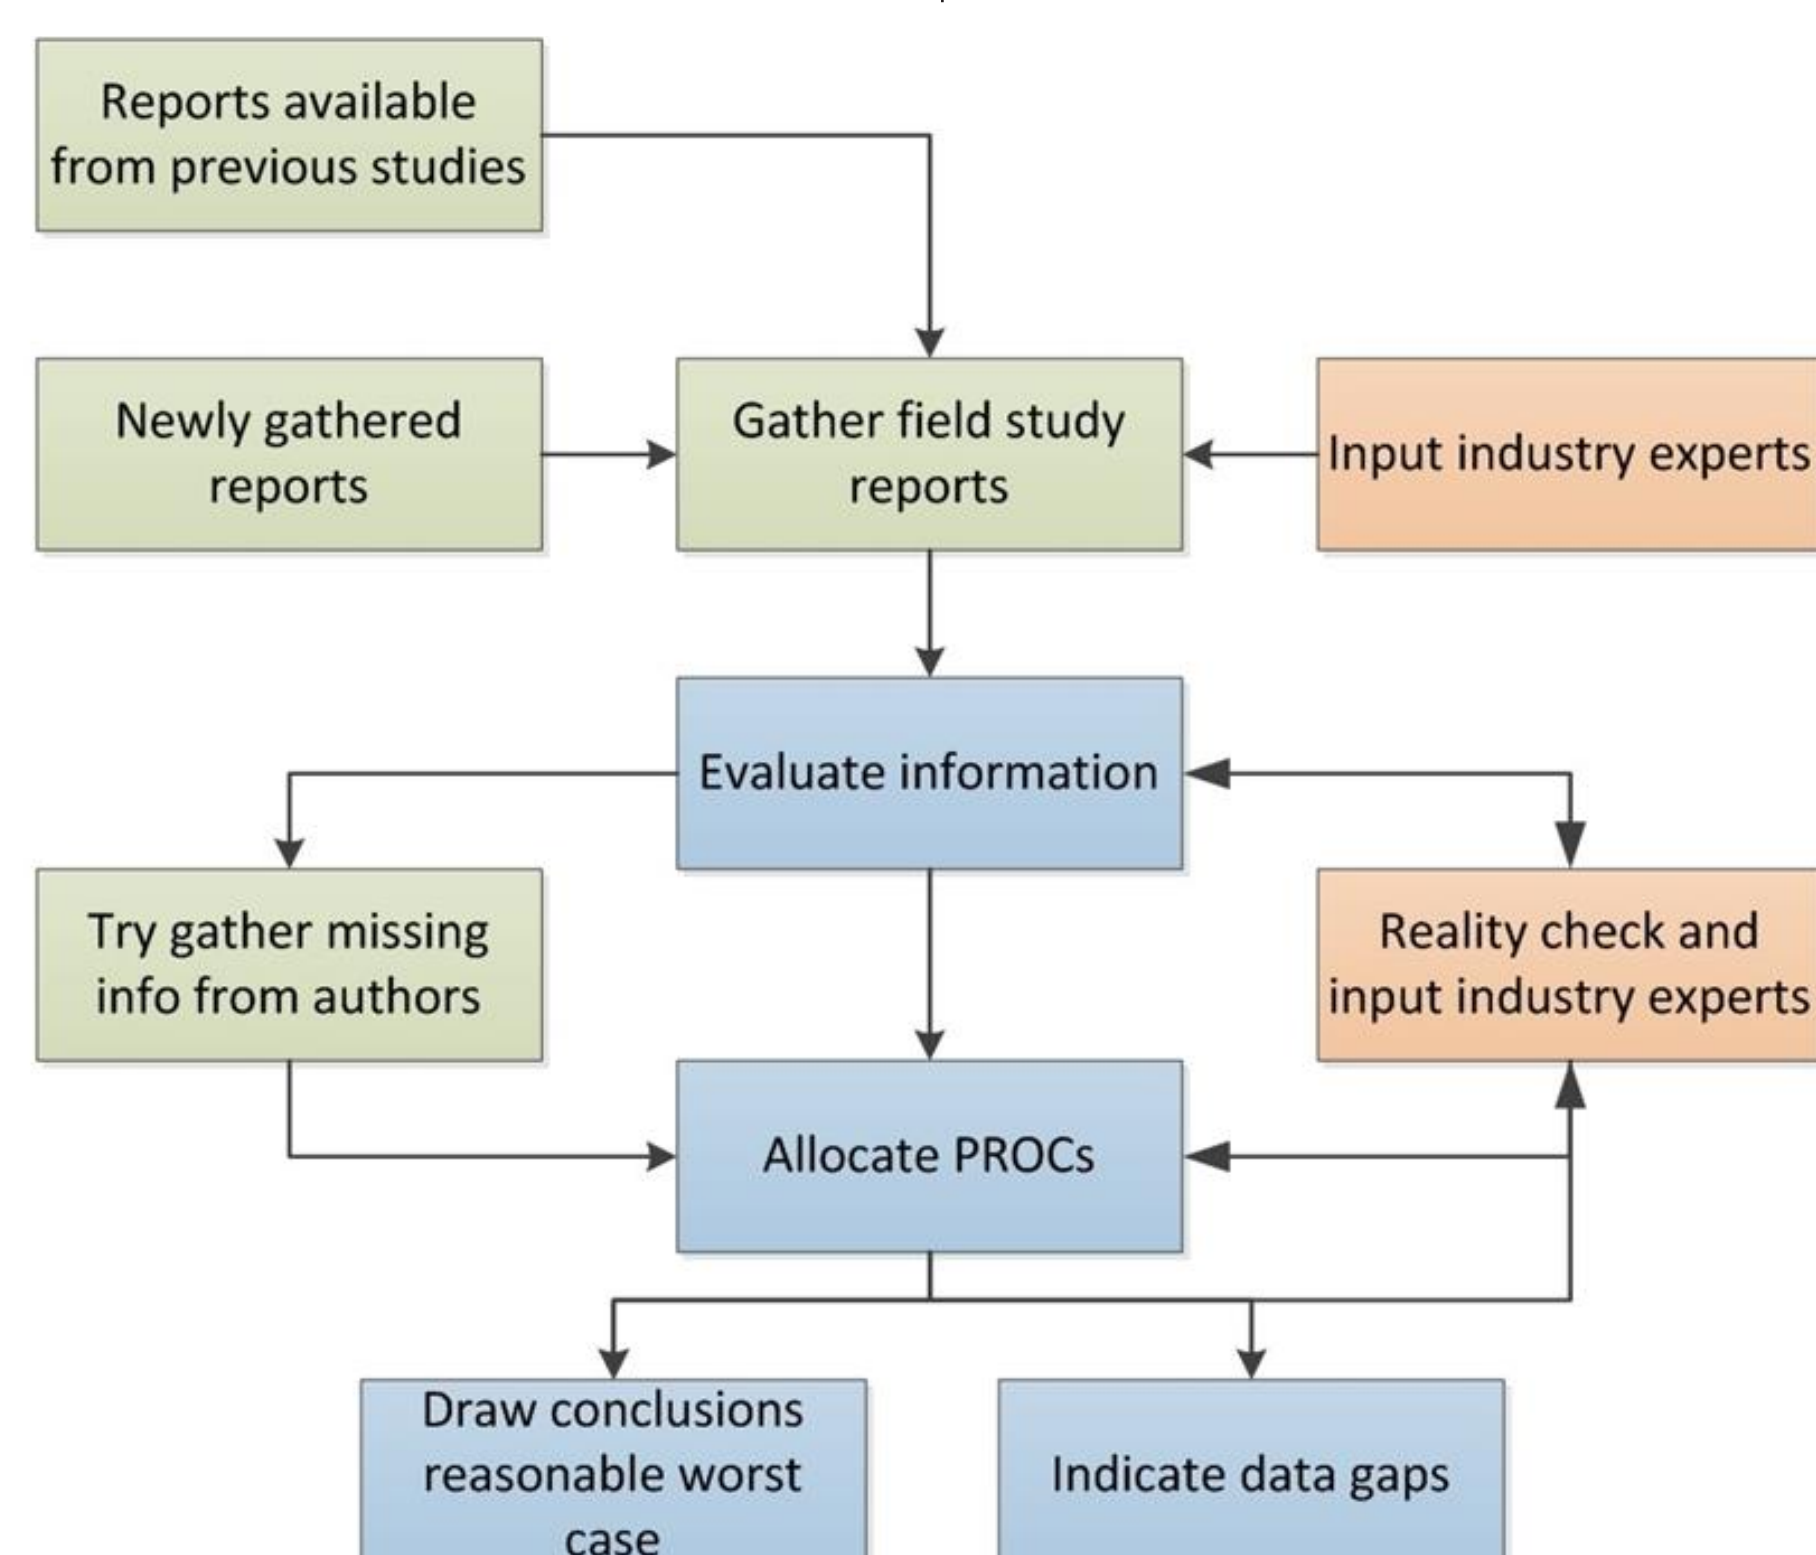 Reports available
from previous studies
Newly gathered
reports
Gather field study
reports
Input industry experts
Evaluate information
Try gather missing
info from authors
Reality check and
input industry experts
Allocate PROCs
Draw conclusions
reasonable worst
case
Indicate data gaps